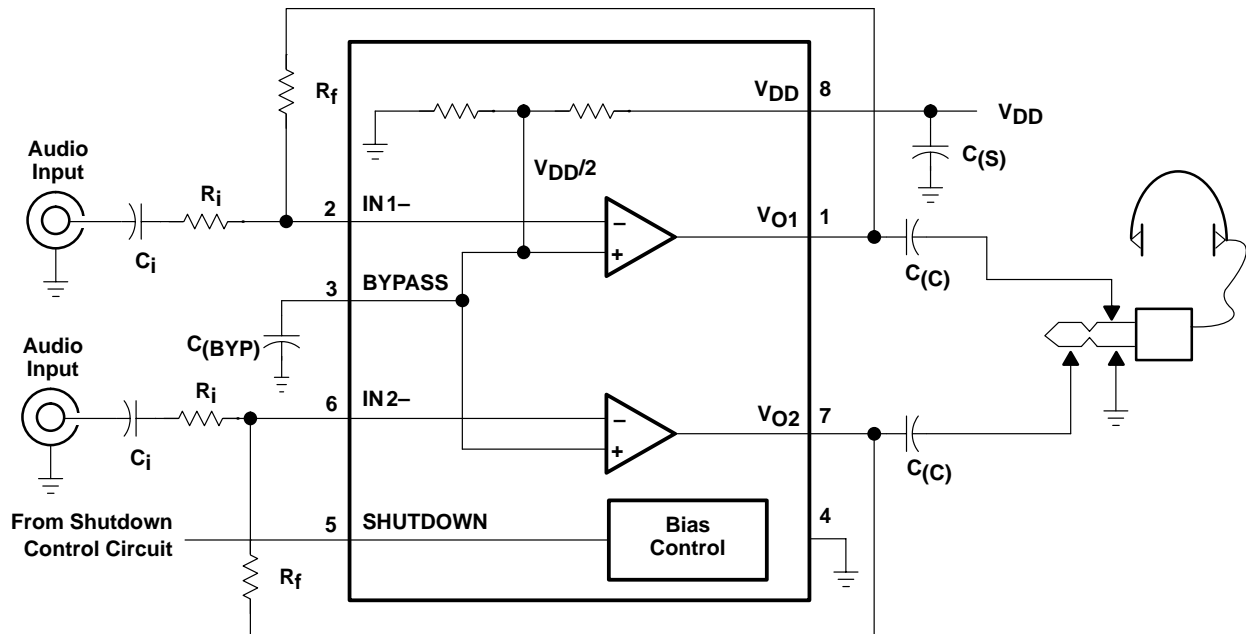 Rf
VDD 8
VDD
C(S)
VDD/2
Audio
Input
Ri
Ci
2 IN1–
VO1 1
–
+
C(C)
3 BYPASS
C(BYP)
Audio
Input
Ri
Ci
6 IN2–
VO2 7
–
+
C(C)
From Shutdown
Control Circuit
5 SHUTDOWN
Bias
Control
4
Rf